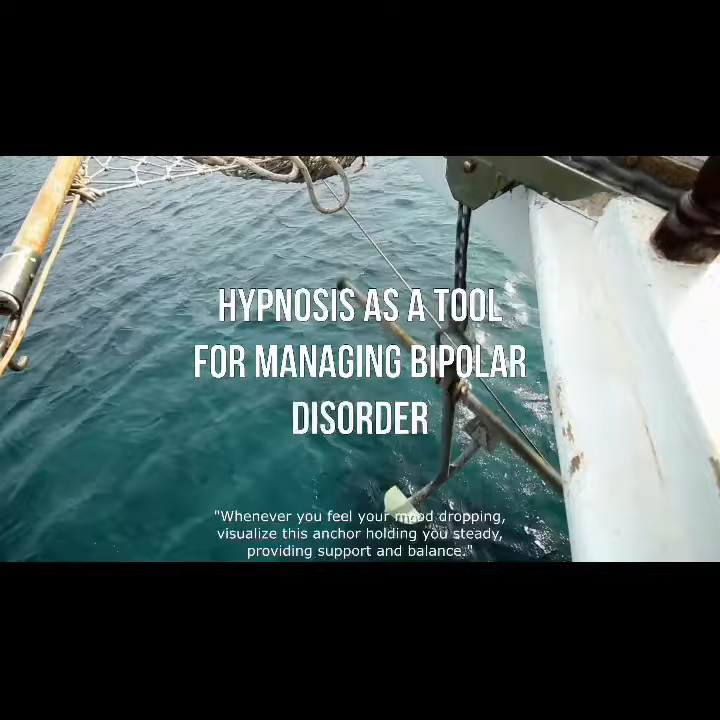 HYPNOSIS AS A TOOL
FOR MANAGING BIPOLAR
DISORDER
"Whenever you feel your mood dropping,
visualize this anchor holding you steady,
providing support and balance."